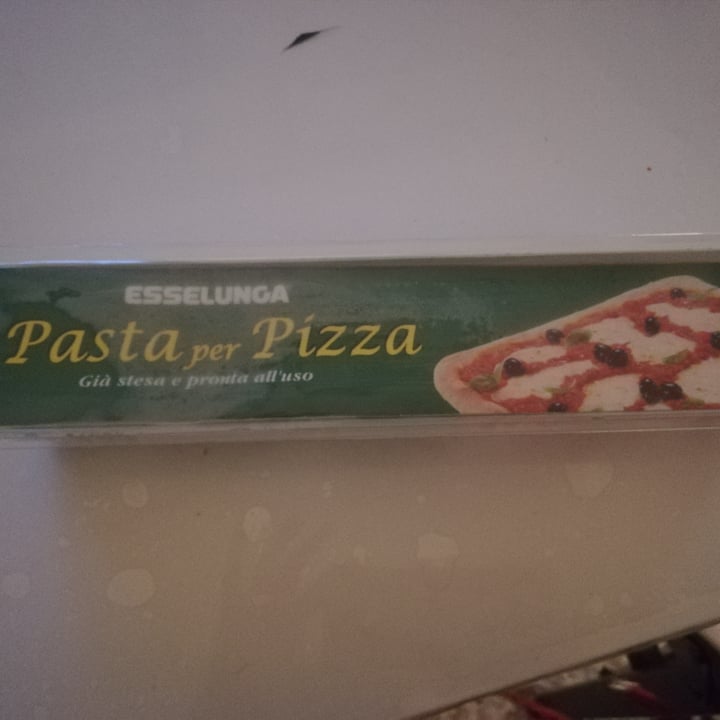 ESSELUNGA
Pasta per Pizza
Già stesa e pronta all'uso